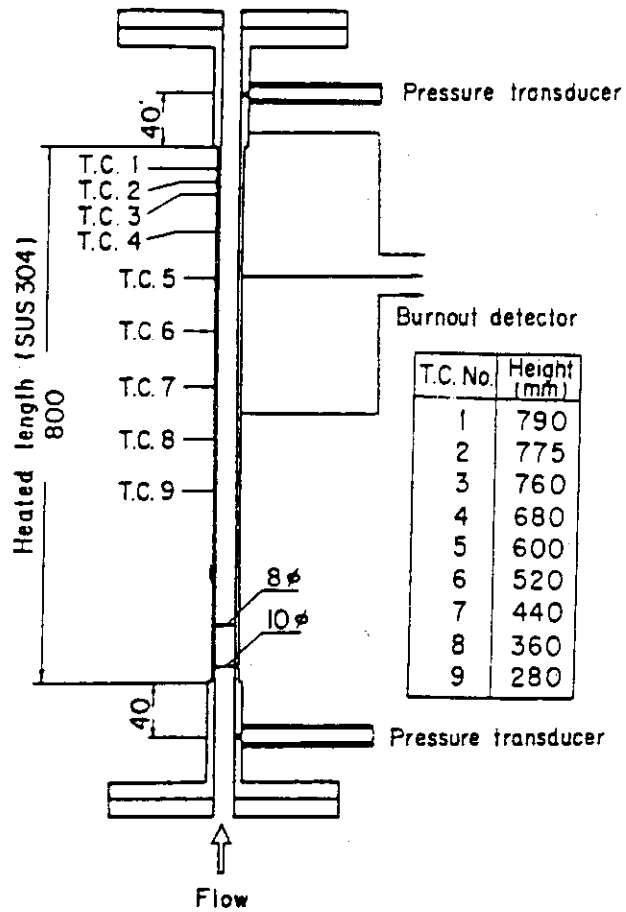 Pressure transducer
40
T.C. 1
T.C. 2
T.C. 3
T.C. 4
T.C. 5
T.C. 6
T.C. 7
T.C. 8
T.C. 9
Heated length (SUS 304)
800
Burnout detector
T.C. No. Height (mm)
1 790
2 775
3 760
4 680
5 600
6 520
7 440
8 360
9 280
8 ø
10 ø
40
Pressure transducer
Flow